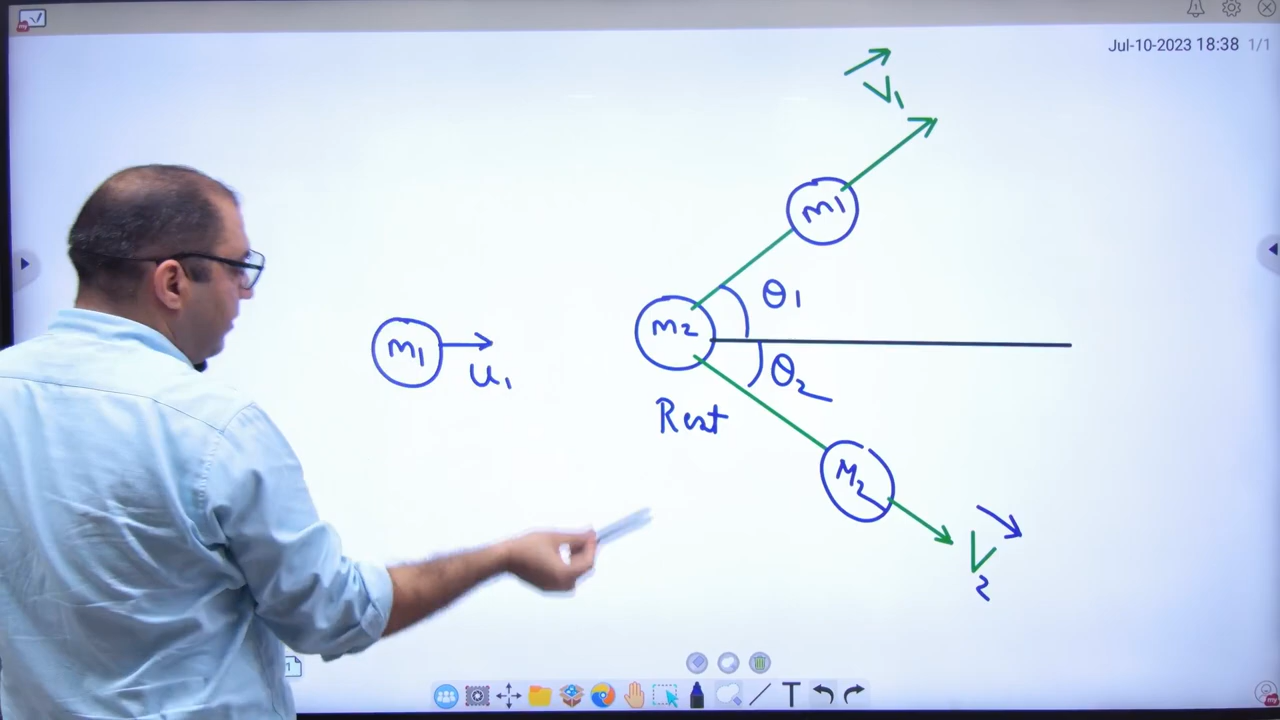 Jul-10-2023 18:38 1/1
V₁
m1
θ1
m2
m₁
u₁
θ₂
Rest
M₂
V₂